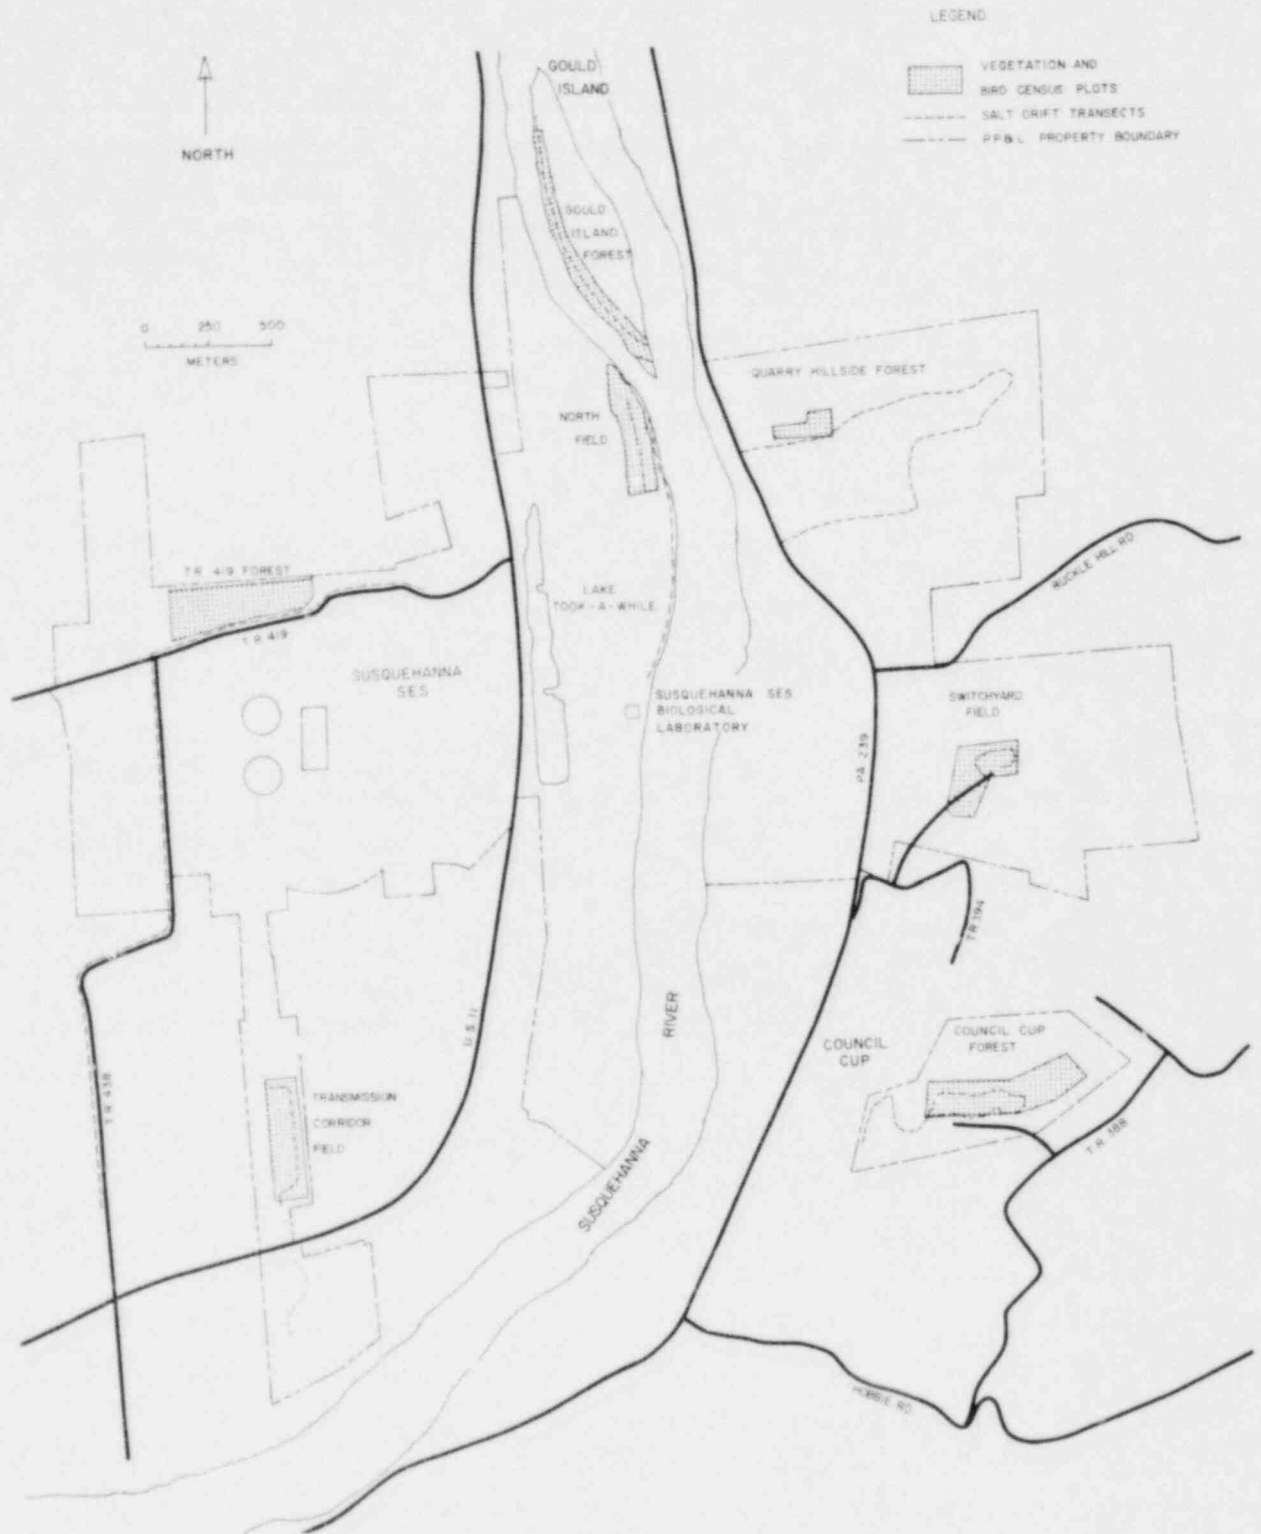 LEGEND
VEGETATION AND
BIRD CENSUS PLOTS
SALT DRIFT TRANSECTS
P P & L PROPERTY BOUNDARY
NORTH
GOULD
ISLAND
GOULD
ISLAND
FOREST
0 250 500
METERS
QUARRY HILLSIDE FOREST
NORTH
FIELD
T R 419 FOREST
T R 419
LAKE
TOOK-A-WHILE
RUCKLE HILL RD
SUSQUEHANNA
SES
SUSQUEHANNA SES
BIOLOGICAL
LABORATORY
SWITCHYARD
FIELD
PA 239
T R 394
U S 11
RIVER
SUSQUEHANNA
COUNCIL
CUP
COUNCIL CUP
FOREST
T R 438
TRANSMISSION
CORRIDOR
FIELD
T R 388
HOBBIE RD